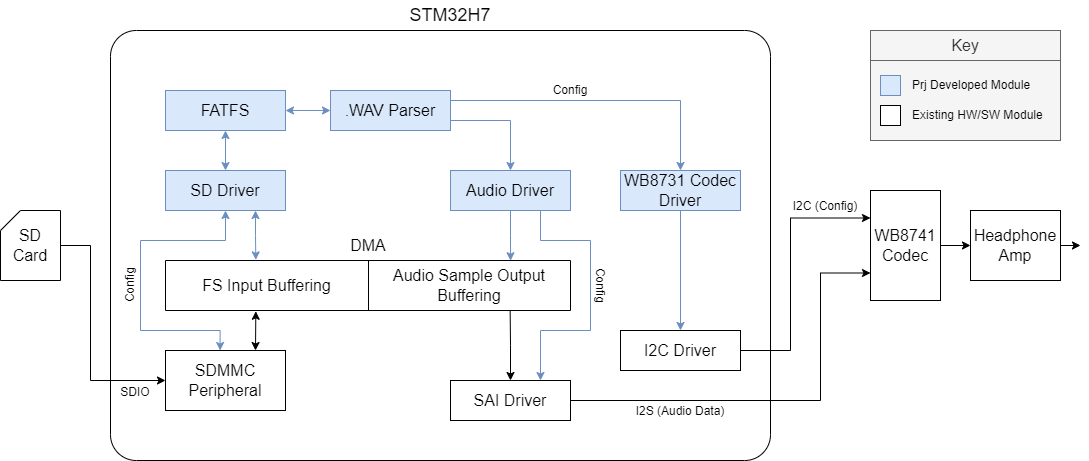 STM32H7
Key
Prj Developed Module
Existing HW/SW Module
Config
FATFS
.WAV Parser
SD Driver
Audio Driver
WB8731 Codec
Driver
I2C (Config)
SD
Card
WB8741
Codec
Headphone
Amp
DMA
Config
FS Input Buffering
Audio Sample Output
Buffering
Config
I2C Driver
SDMMC
Peripheral
SDIO
SAI Driver
I2S (Audio Data)